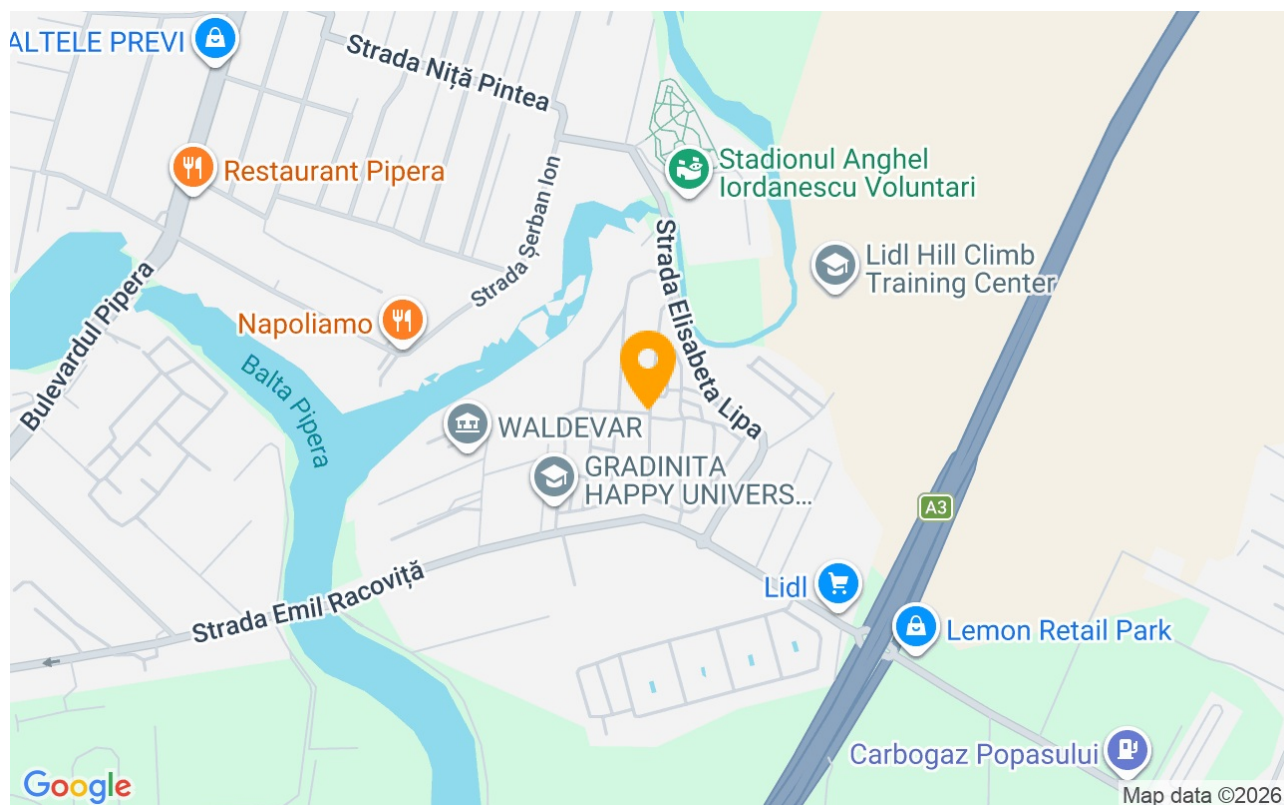 ALTELE PREVI
Strada Niță Pintea
Restaurant Pipera
Stadionul Anghel
Iordanescu Voluntari
Strada Șerban Ion
Strada Elisabeta Lipa
Lidl Hill Climb
Training Center
Bulevardul Pipera
Napoliamo
Balta Pipera
WALDEVAR
GRADINITA
HAPPY UNIVERS...
A3
Strada Emil Racoviță
Lidl
Lemon Retail Park
Carbogaz Popasului
Google
Map data ©2026